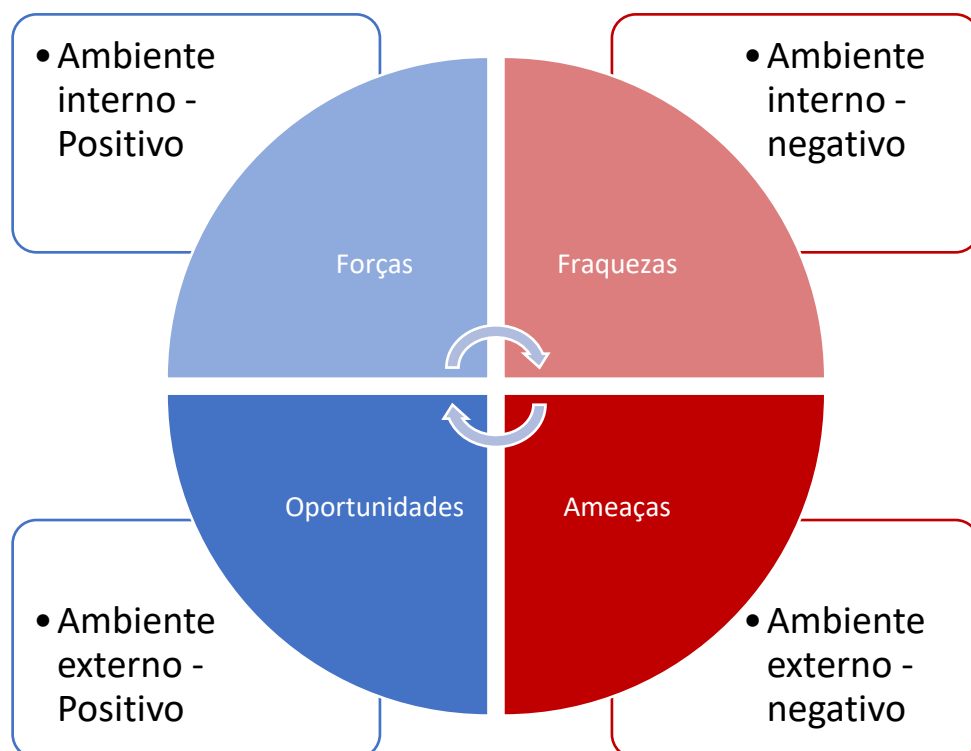 • Ambiente
interno -
Positivo
• Ambiente
interno -
negativo
Forças
Fraquezas
Oportunidades
Ameaças
• Ambiente
externo -
Positivo
• Ambiente
externo -
negativo